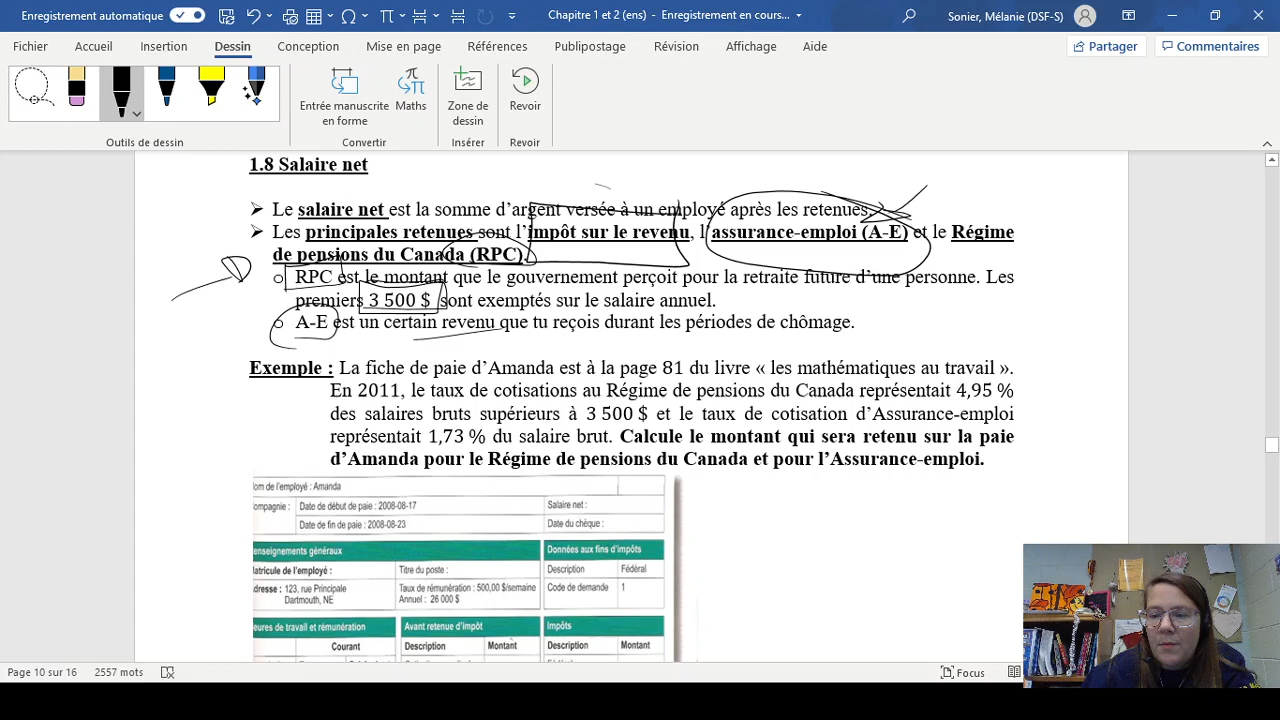 Enregistrement automatique
Chapitre 1 et 2 (ens) - Enregistrement en cours...
Sonier, Mélanie (DSF-S)
Fichier Accueil Insertion Dessin Conception Mise en page Références Publipostage Révision Affichage Aide
Partager Commentaires
Entrée manuscrite en forme
Maths
Zone de dessin
Revoir
Outils de dessin
Convertir
Insérer
Revoir
1.8 Salaire net
Le salaire net est la somme d'argent versée à un employé après les retenues.
Les principales retenues sont l'impôt sur le revenu, l'assurance-emploi (A-E) et le Régime
de pensions du Canada (RPC).
o RPC est le montant que le gouvernement perçoit pour la retraite future d'une personne. Les
premiers 3 500 $ sont exemptés sur le salaire annuel.
o A-E est un certain revenu que tu reçois durant les périodes de chômage.
Exemple : La fiche de paie d'Amanda est à la page 81 du livre « les mathématiques au travail ».
En 2011, le taux de cotisations au Régime de pensions du Canada représentait 4,95 %
des salaires bruts supérieurs à 3 500 $ et le taux de cotisation d'Assurance-emploi
représentait 1,73 % du salaire brut. Calcule le montant qui sera retenu sur la paie
d'Amanda pour le Régime de pensions du Canada et pour l'Assurance-emploi.
om de l'employé : Amanda
ompagnie : Date de début de paie : 2008-08-17 Salaire net :
Date de fin de paie : 2008-08-23 Date du chèque :
enseignements généraux Données aux fins d'impôts
atricule de l'employé : Titre du poste : Description Fédéral
dresse : 123, rue Principale Taux de rémunération : 500,00 $/semaine Code de demande 1
Dartmouth, NE Annuel : 26 000 $
eures de travail et rémunération Avant retenue d'impôt Impôts
Courant Description Montant Description Montant
Page 10 sur 16 2557 mots
Focus